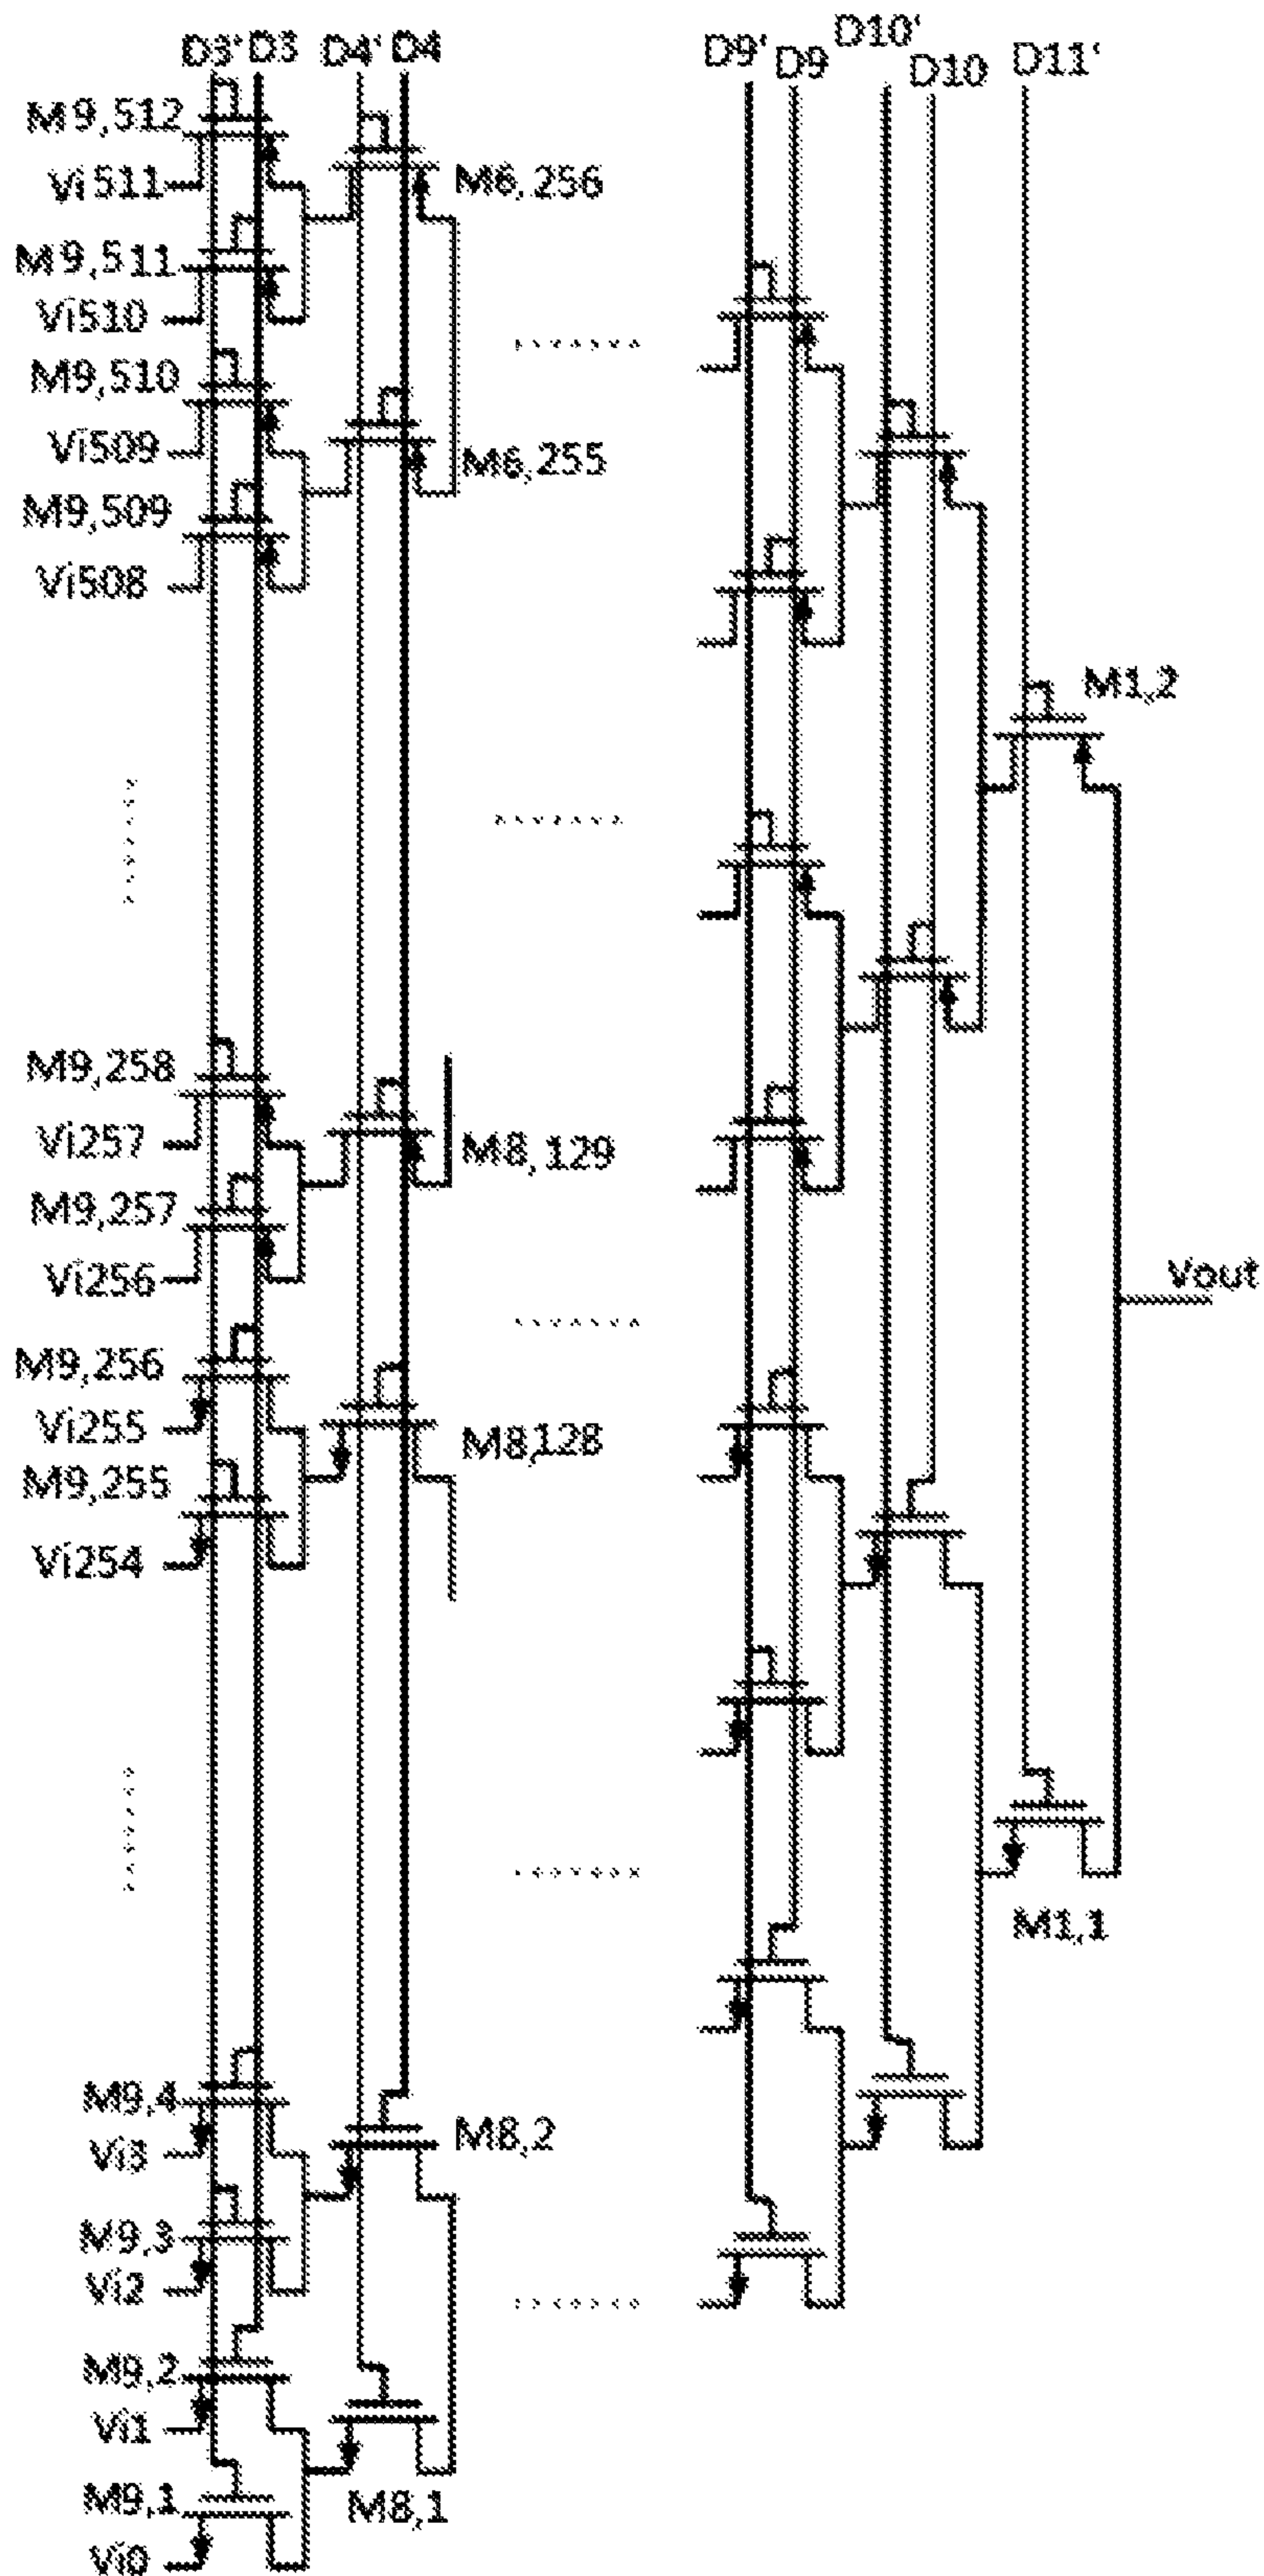 D3' D3 D4' D4 D9' D9 D10' D10 D11'
M9,512
Vi511
M6,256
M9,511
Vi510
M9,510
Vi509
M6,255
M9,509
Vi508
M1,2
M9,258
Vi257
M8,129
M9,257
Vi256
Vout
M9,256
Vi255
M8,128
M9,255
Vi254
M1,1
M9,4
Vi3
M8,2
M9,3
Vi2
M9,2
Vi1
M9,1
M8,1
Vi0